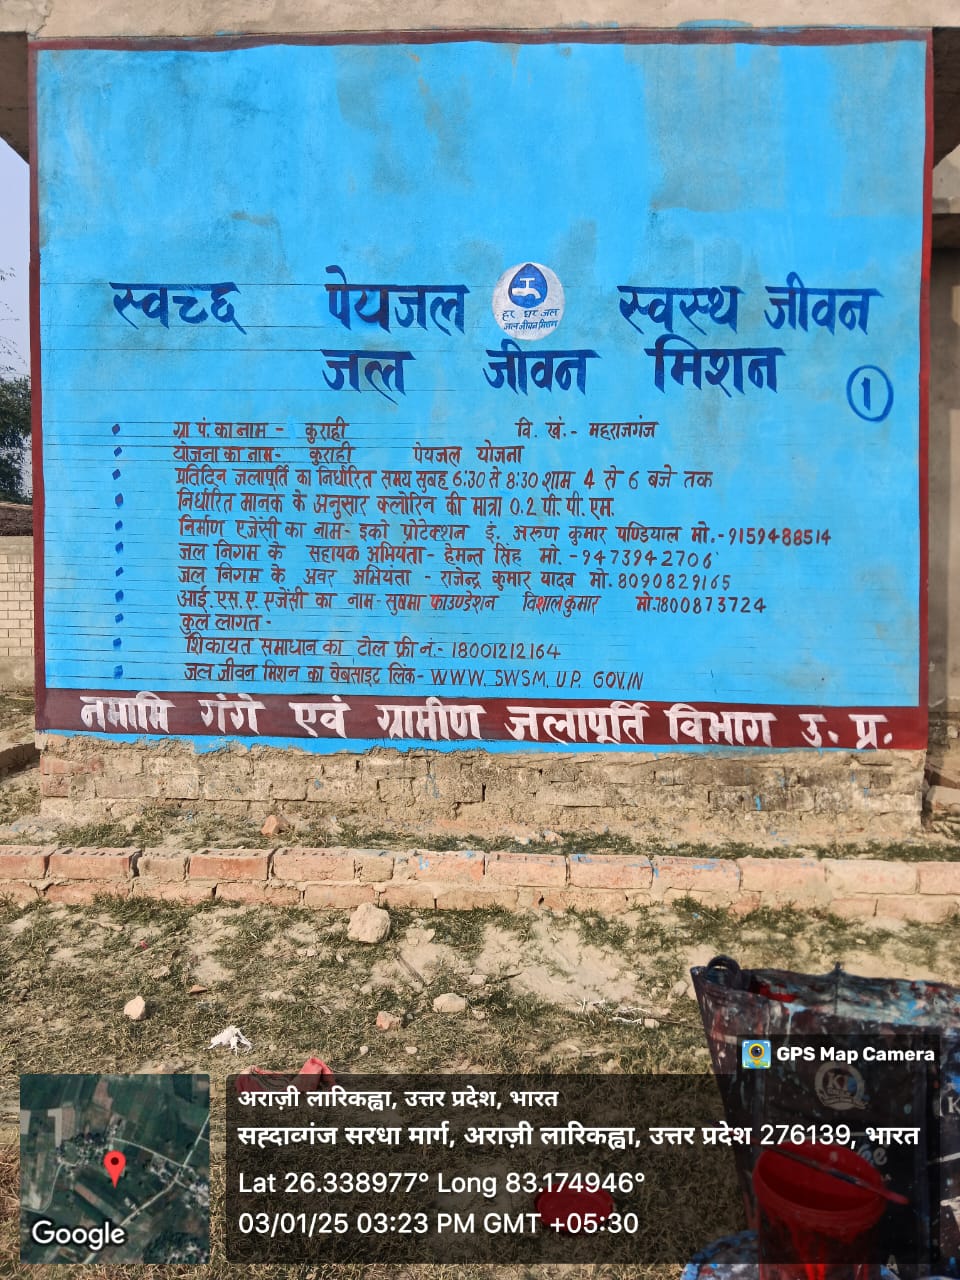 स्वच्छ पेयजल स्वस्थ जीवन
हर घर जल
जल जीवन मिशन
जल जीवन मिशन
1
ग्रा पं. का नाम - कुराही वि. खं.- महराजगंज
योजना का नाम- कुराही पेयजल योजना
प्रतिदिन जलापूर्ति का निर्धारित समय सुबह 6:30 से 8:30 शाम 4 से 6 बजे तक
निर्धारित मानक के अनुसार क्लोरिन की मात्रा 0.2 पी. पी. एम.
निर्माण एजेंसी का नाम- इको प्रोटेक्शन इं. अरुण कुमार पण्डियाल मो.-9159488514
जल निगम के सहायक अभियंता- हेमन्त सिंह मो. -9473942706
जल निगम के अवर अभियंता - राजेन्द्र कुमार यादव मो. 8090829165
आई. एस. ए. एजेंसी का नाम- सुषमा फाउण्डेशन विशाल कुमार मो.7800873724
कुल लागत -
शिकायत समाधान का टोल फ्री नं.- 18001212164
जल जीवन मिशन का वेबसाइट लिंक- WWW. SWSM. UP. GOV.IN
नमामि गंगे एवं ग्रामीण जलापूर्ति विभाग उ. प्र.
GPS Map Camera
अराज़ी लारिकह्वा, उत्तर प्रदेश, भारत
सह्दाव्गंज सरधा मार्ग, अराज़ी लारिकह्वा, उत्तर प्रदेश 276139, भारत
Lat 26.338977° Long 83.174946°
03/01/25 03:23 PM GMT +05:30
Google